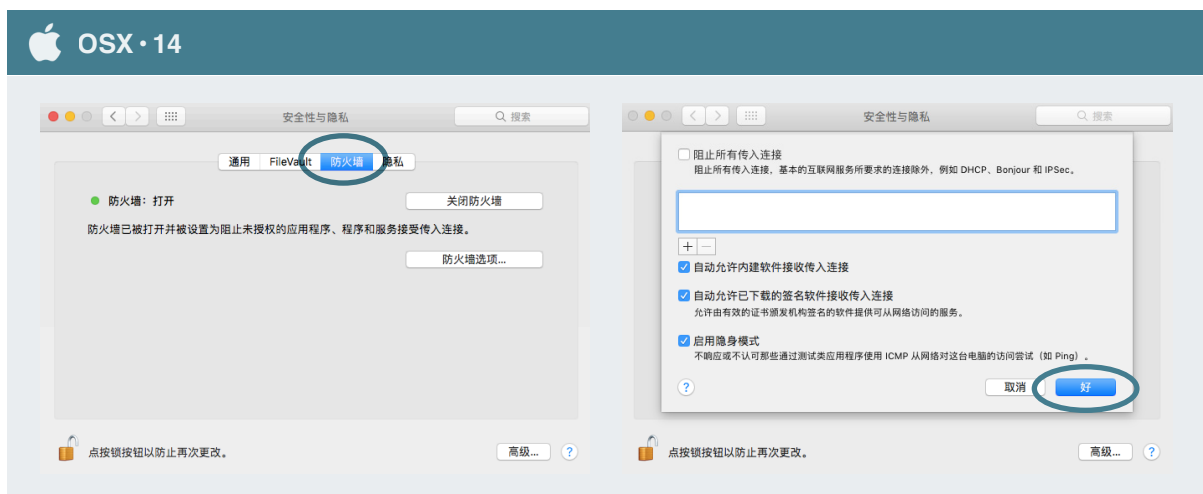 OSX·14
安全性与隐私
搜索
通用 FileVault 防火墙 隐私
防火墙：打开
关闭防火墙
防火墙已被打开并被设置为阻止未授权的应用程序、程序和服务接受传入连接。
防火墙选项...
点按锁按钮以防止再次更改。
高级...
?
安全性与隐私
搜索
阻止所有传入连接
阻止所有传入连接，基本的互联网服务所要求的连接除外，例如 DHCP、Bonjour 和 IPSec。
+ −
自动允许内建软件接收传入连接
自动允许已下载的签名软件接收传入连接
允许由有效的证书颁发机构签名的软件提供可从网络访问的服务。
启用隐身模式
不响应或不认可那些通过测试类应用程序使用 ICMP 从网络对这台电脑的访问尝试（如 Ping）。
?
取消
好
点按锁按钮以防止再次更改。
高级...
?